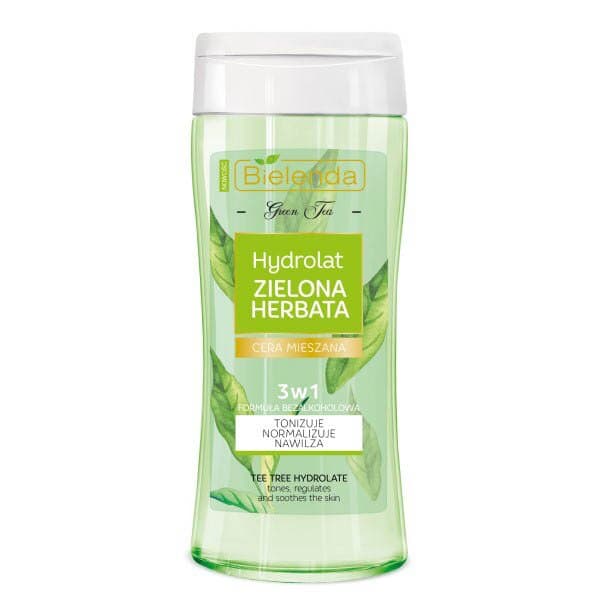 NOWOŚĆ
Bielenda
Green Tea
Hydrolat
ZIELONA
HERBATA
CERA MIESZANA
3w1
FORMUŁA BEZALKOHOLOWA
TONIZUJE
NORMALIZUJE
NAWILŻA
TEE TREE HYDROLATE
tones, regulates
and soothes the skin